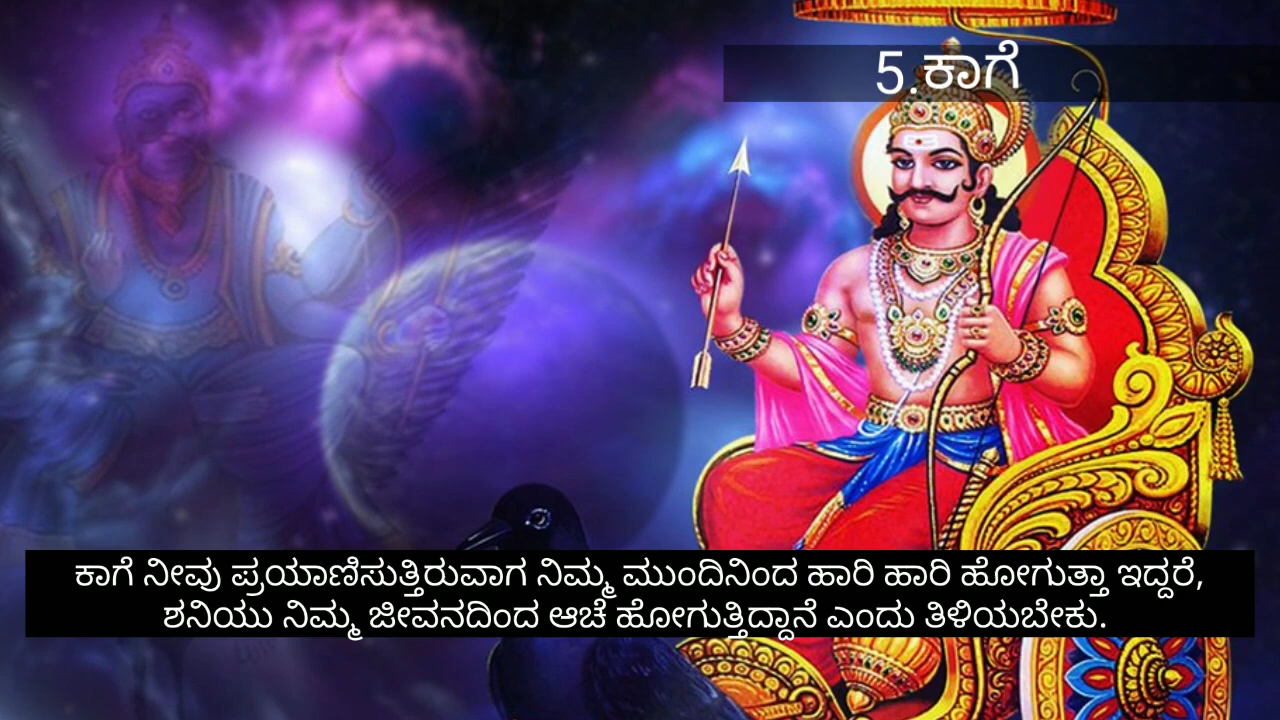 5.ಕಾಗೆ
ಕಾಗೆ ನೀವು ಪ್ರಯಾಣಿಸುತ್ತಿರುವಾಗ ನಿಮ್ಮ ಮುಂದಿನಿಂದ ಹಾರಿ ಹಾರಿ ಹೋಗುತ್ತಾ ಇದ್ದರೆ,
ಶನಿಯು ನಿಮ್ಮ ಜೀವನದಿಂದ ಆಚೆ ಹೋಗುತ್ತಿದ್ದಾನೆ ಎಂದು ತಿಳಿಯಬೇಕು.